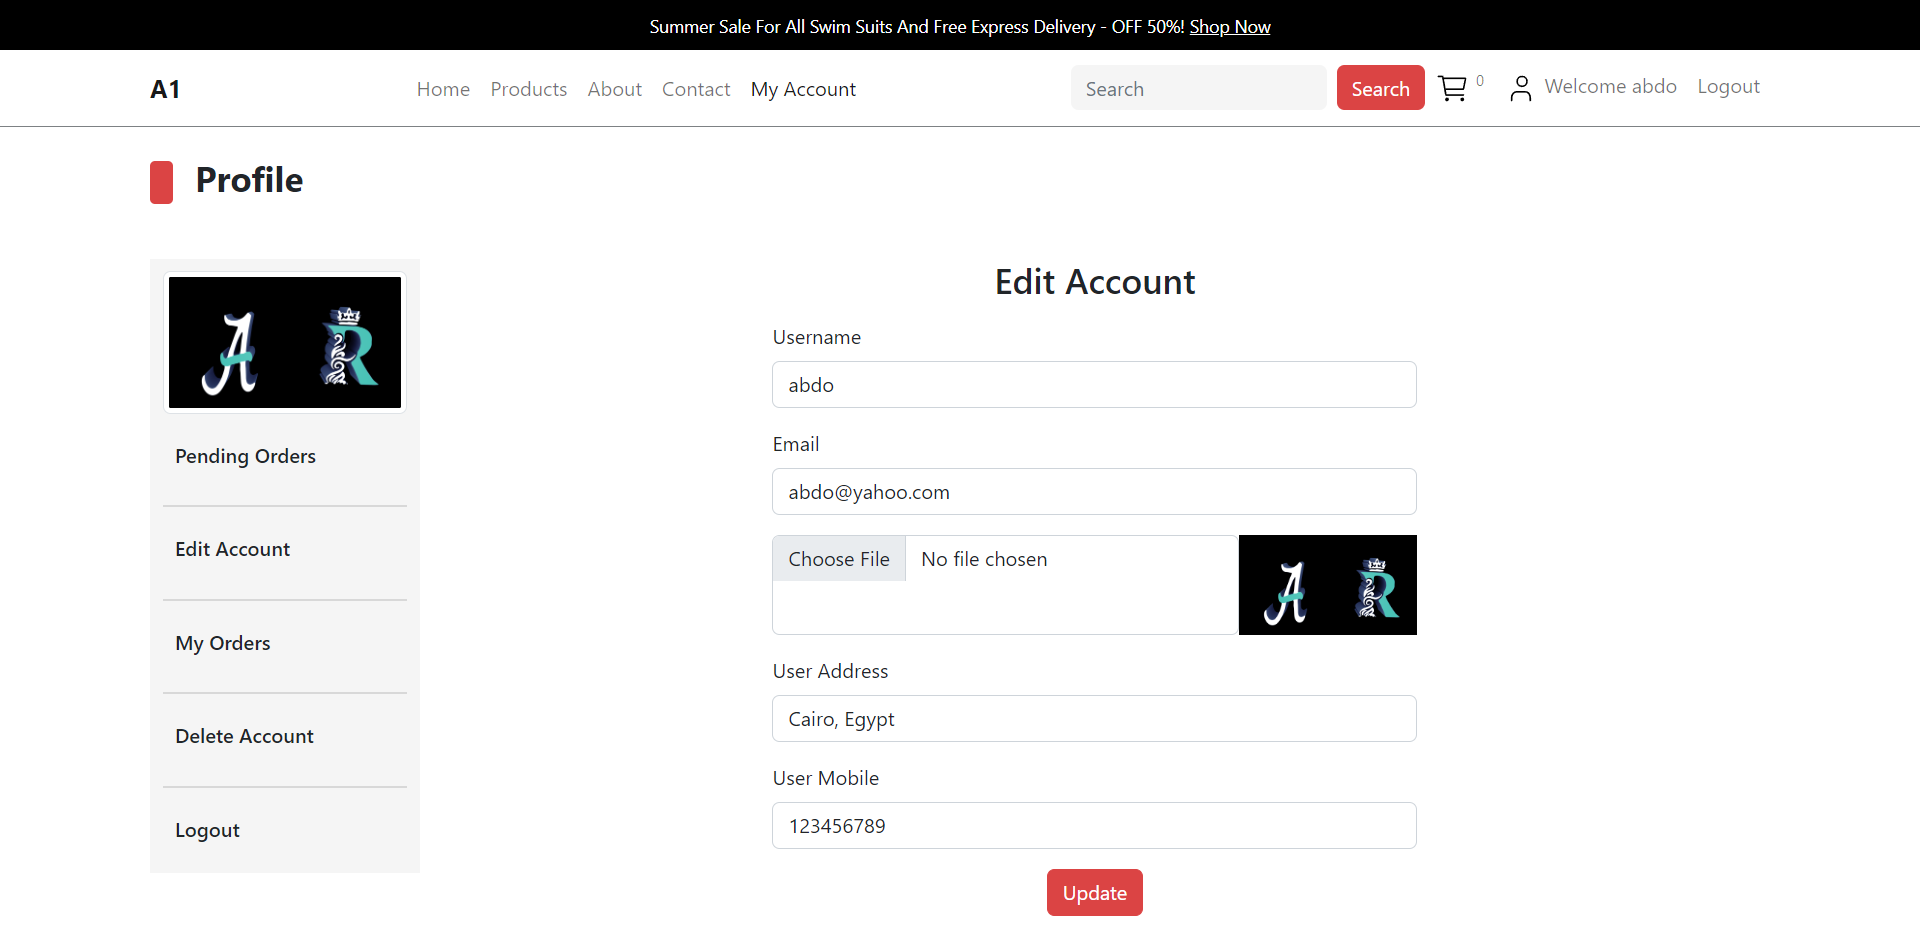 Summer Sale For All Swim Suits And Free Express Delivery - OFF 50%! Shop Now
A1 Home Products About Contact My Account Search Search 0 Welcome abdo Logout
Profile
A R
Pending Orders
Edit Account
My Orders
Delete Account
Logout
Edit Account
Username
abdo
Email
abdo@yahoo.com
Choose File No file chosen
A R
User Address
Cairo, Egypt
User Mobile
123456789
Update